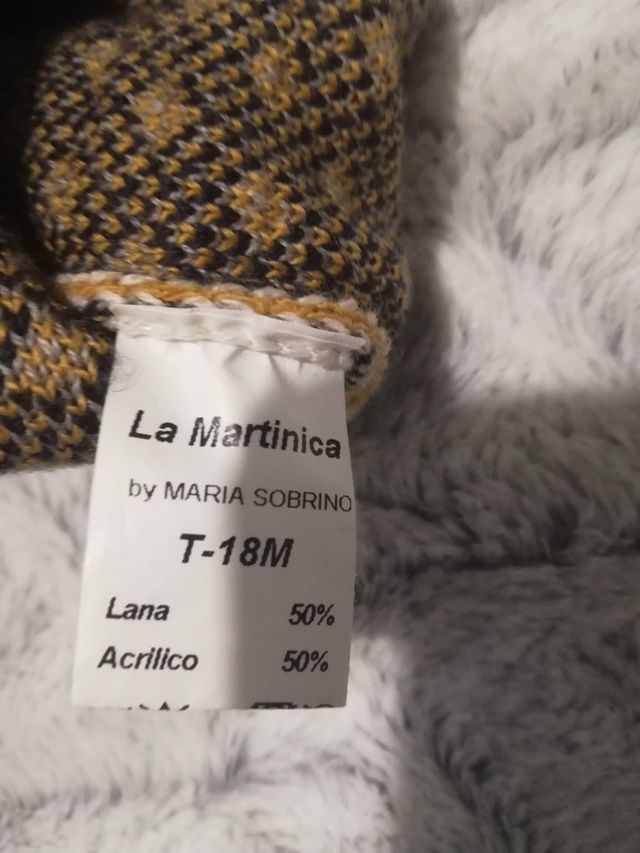 La Martinica
by MARIA SOBRINO
T-18M
Lana 50%
Acrilico 50%